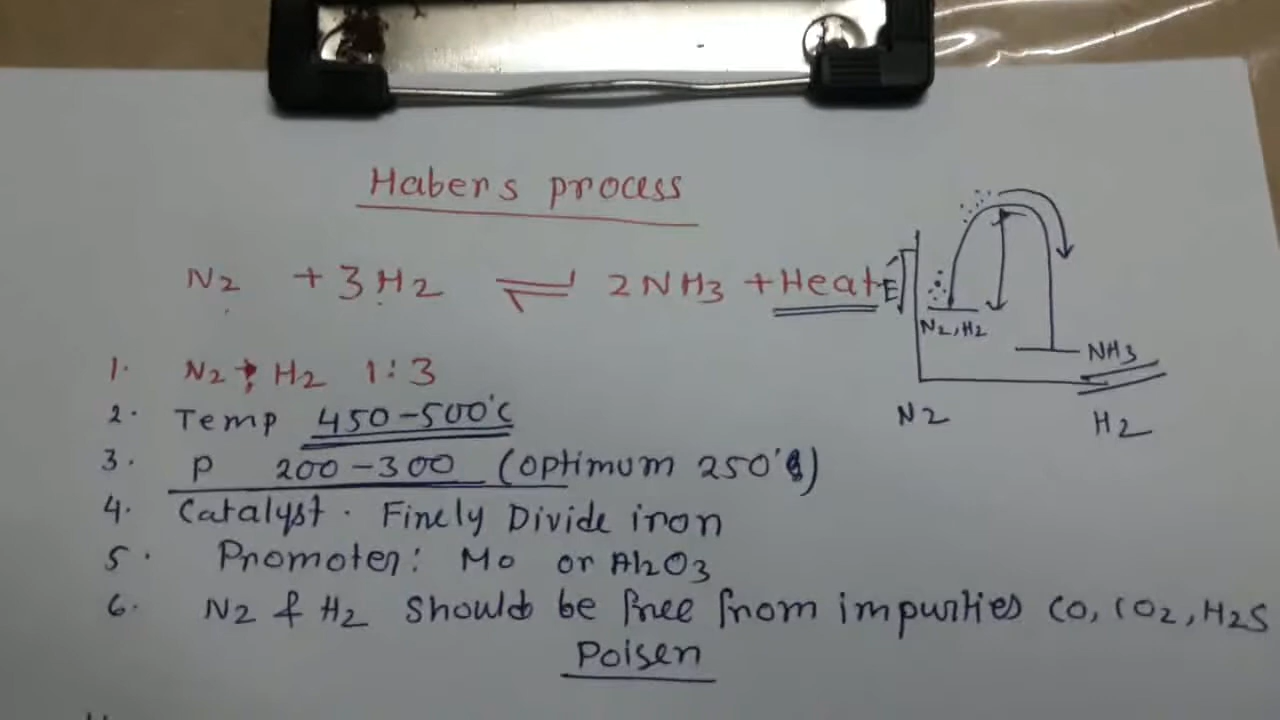 Habers process
N2 + 3H2 ⇌ 2NH3 + Heat
E
N2, H2
NH3
N2
H2
1. N2 : H2 1:3
2. Temp 450-500°C
3. P 200-300 (optimum 250°)
4. Catalyst. Finely Divide iron
5. Promoter: Mo or Al2O3
6. N2 & H2 should be free from impurties CO, CO2, H2S
Poisen